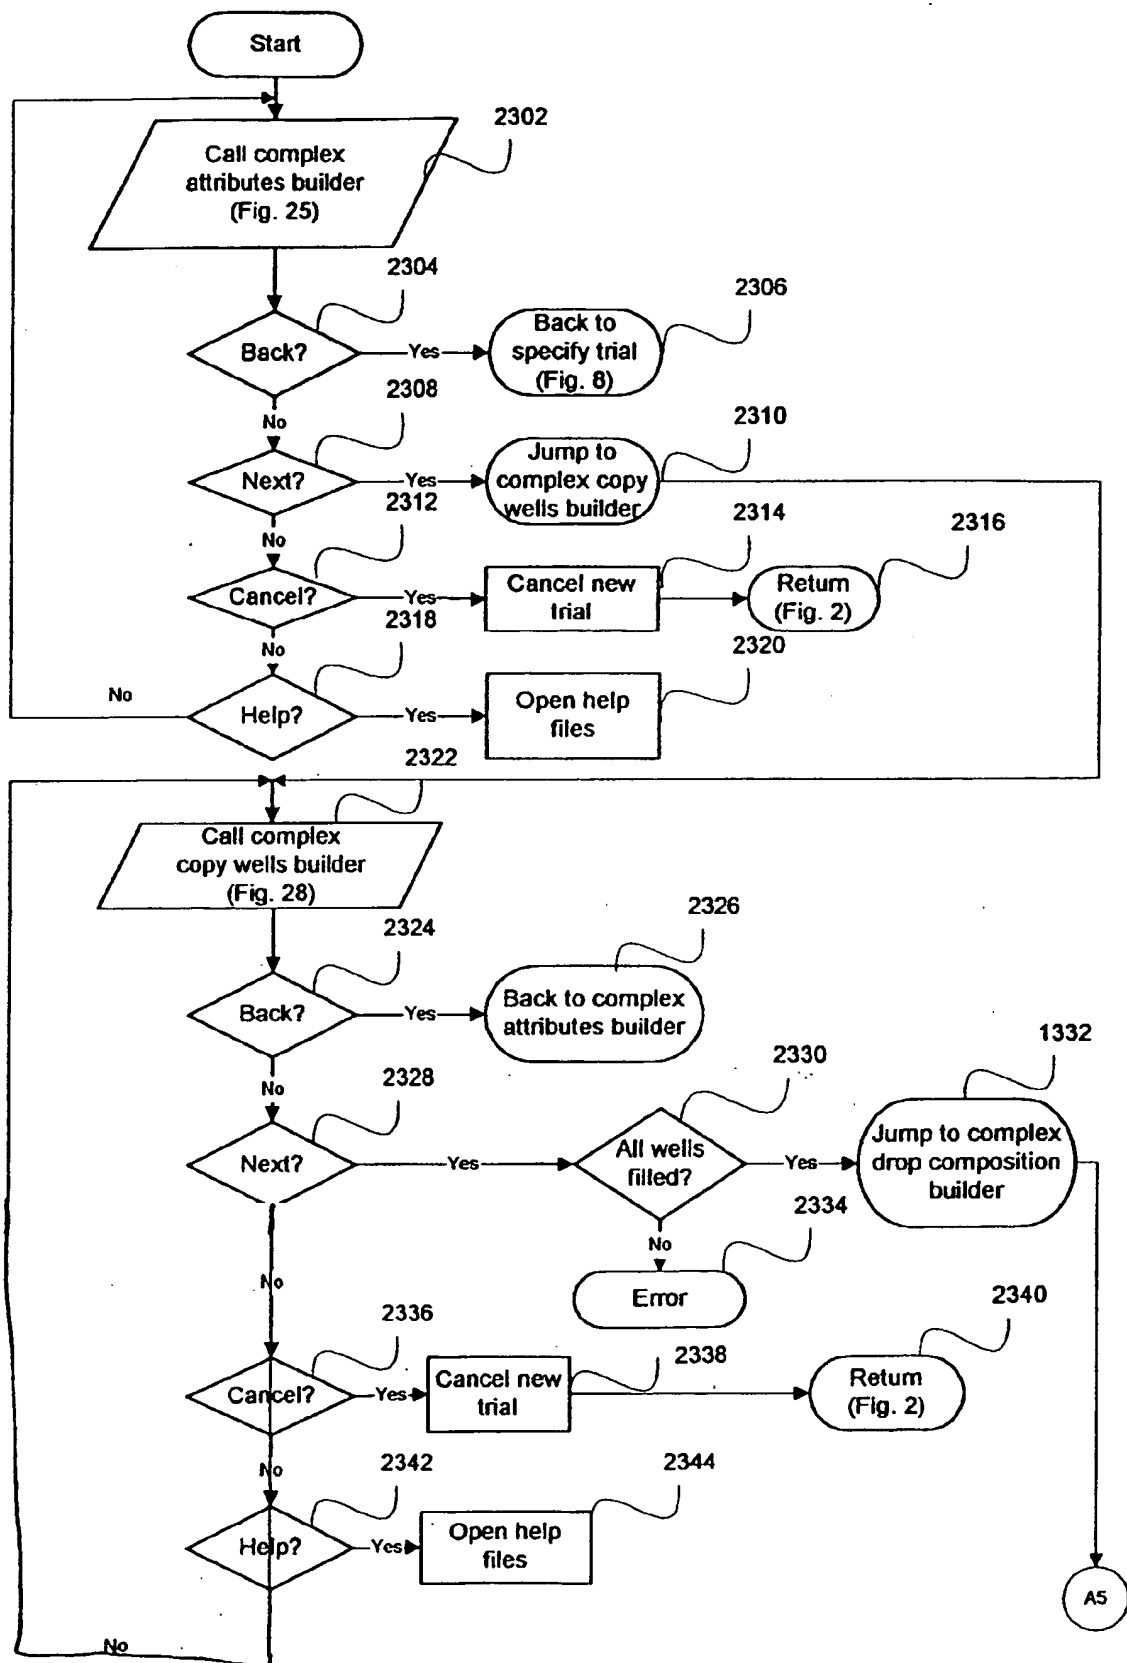 Start
2302
Call complex
attributes builder
(Fig. 25)
2304
2306
Back?
Yes
Back to
specify trial
(Fig. 8)
No
2308
2310
Next?
Yes
Jump to
complex copy
wells builder
No
2312
2314
2316
Cancel?
Yes
Cancel new
trial
Return
(Fig. 2)
No
2318
2320
No
Help?
Yes
Open help
files
2322
Call complex
copy wells builder
(Fig. 28)
2324
2326
Back?
Yes
Back to complex
attributes builder
No
2328
2330
1332
Next?
Yes
All wells
filled?
Yes
Jump to complex
drop composition
builder
No
2334
Error
No
2336
2338
2340
Cancel?
Yes
Cancel new
trial
Return
(Fig. 2)
No
2342
2344
Help?
Yes
Open help
files
A5
No